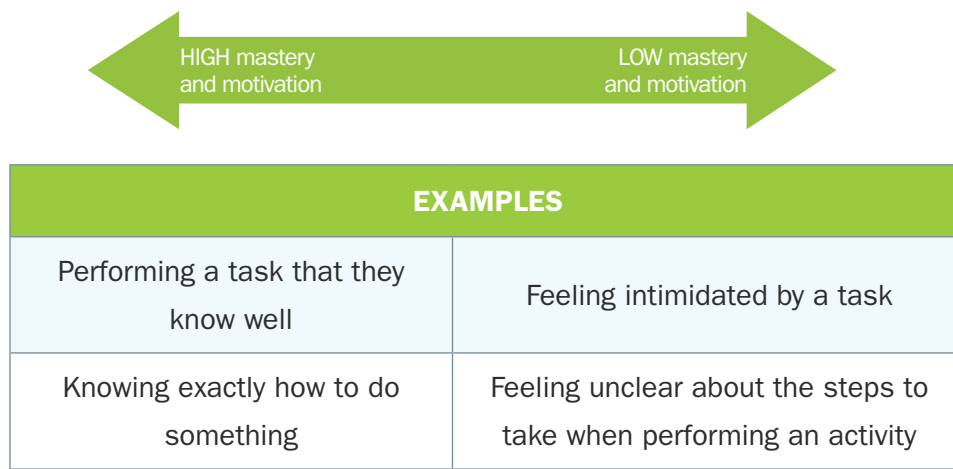 HIGH mastery
and motivation
LOW mastery
and motivation
EXAMPLES
Performing a task that they
know well
Feeling intimidated by a task
Knowing exactly how to do
something
Feeling unclear about the steps to
take when performing an activity